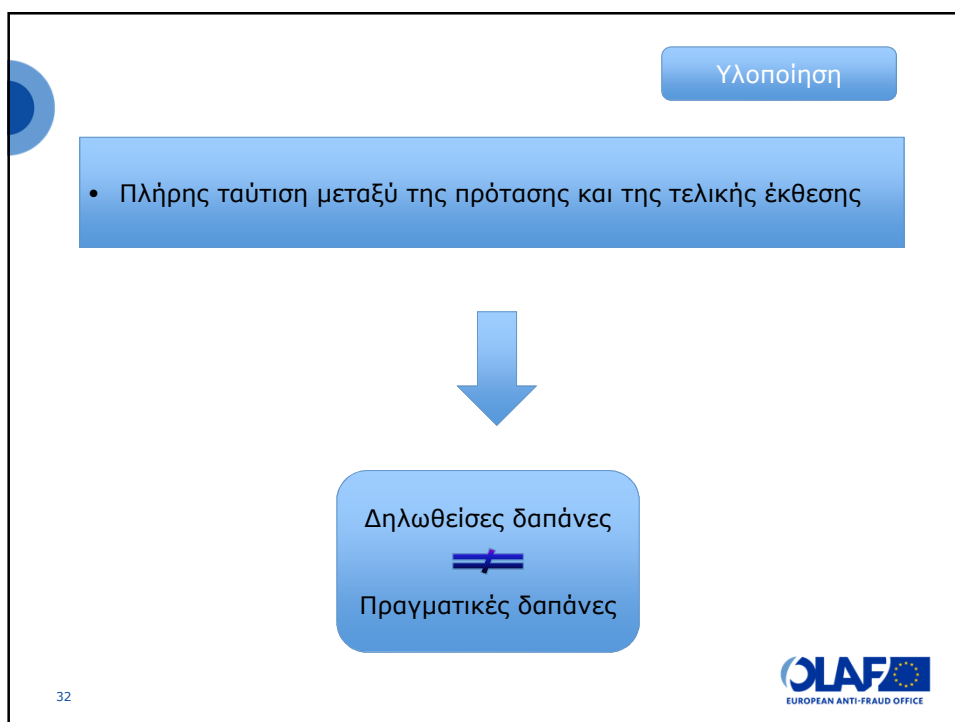 Υλοποίηση
• Πλήρης ταύτιση μεταξύ της πρότασης και της τελικής έκθεσης
Δηλωθείσες δαπάνες
≠
Πραγματικές δαπάνες
32
OLAF
EUROPEAN ANTI-FRAUD OFFICE